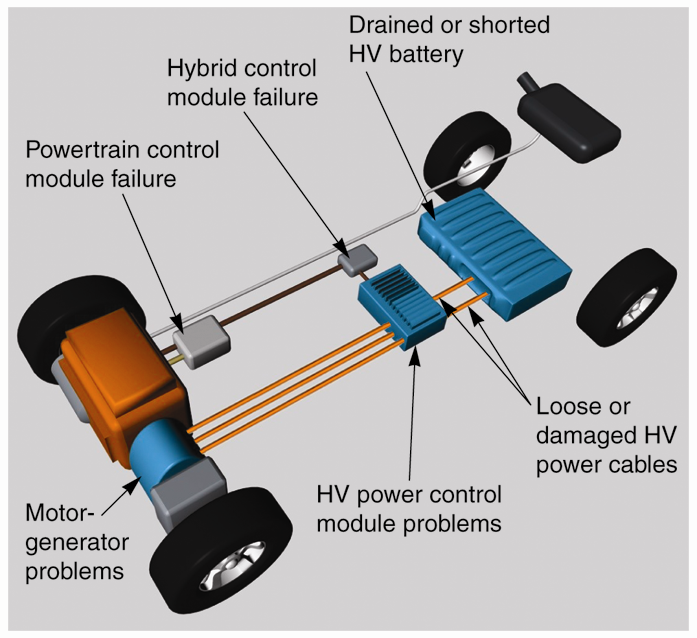 Drained or shorted
HV battery
Hybrid control
module failure
Powertrain control
module failure
Loose or
damaged HV
power cables
HV power control
module problems
Motor-
generator
problems